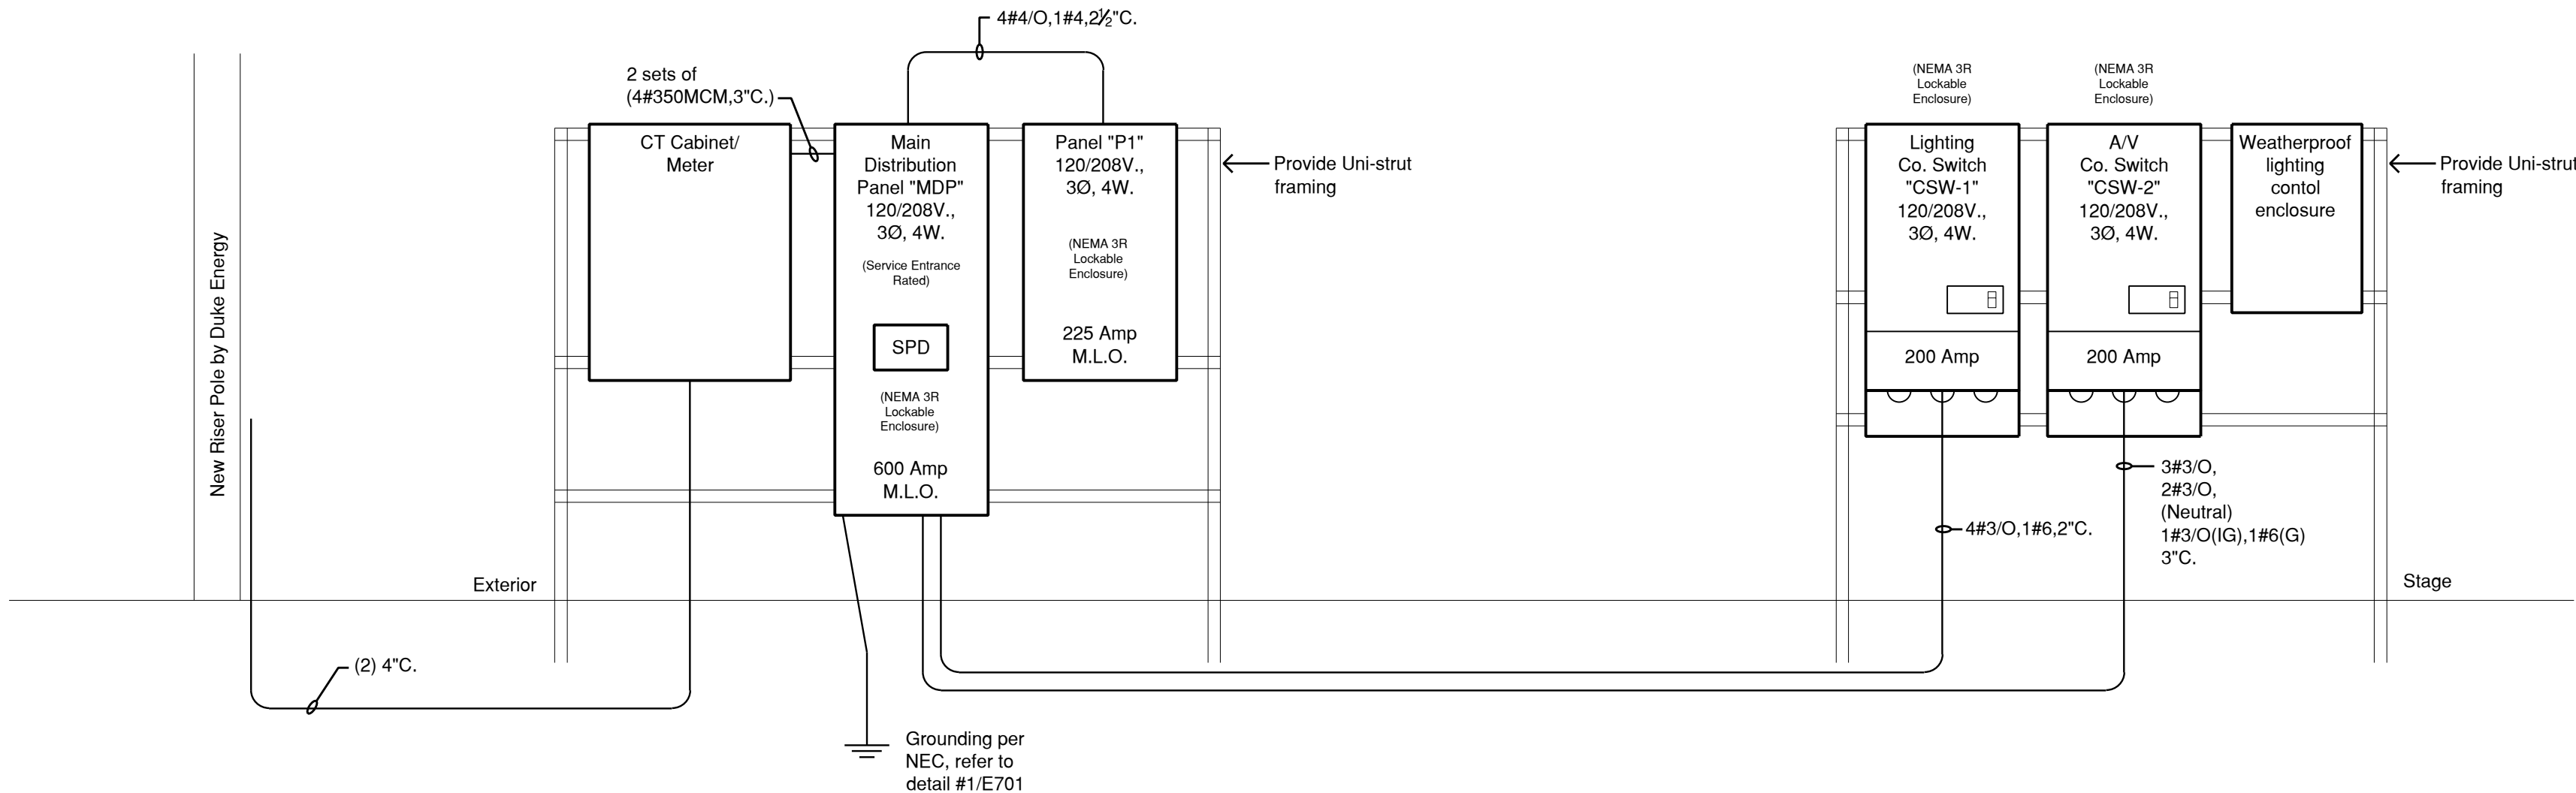 4#4/O,1#4,2½"C.
2 sets of
(4#350MCM,3"C.)
CT Cabinet/
Meter
Main
Distribution
Panel "MDP"
120/208V.,
3Ø, 4W.
(Service Entrance
Rated)
SPD
(NEMA 3R
Lockable
Enclosure)
600 Amp
M.L.O.
Panel "P1"
120/208V.,
3Ø, 4W.
(NEMA 3R
Lockable
Enclosure)
225 Amp
M.L.O.
Provide Uni-strut
framing
(NEMA 3R
Lockable
Enclosure)
Lighting
Co. Switch
"CSW-1"
120/208V.,
3Ø, 4W.
200 Amp
(NEMA 3R
Lockable
Enclosure)
A/V
Co. Switch
"CSW-2"
120/208V.,
3Ø, 4W.
200 Amp
Weatherproof
lighting
contol
enclosure
Provide Uni-strut
framing
New Riser Pole by Duke Energy
Exterior
(2) 4"C.
Grounding per
NEC, refer to
detail #1/E701
4#3/O,1#6,2"C.
3#3/O,
2#3/O,
(Neutral)
1#3/O(IG),1#6(G)
3"C.
Stage